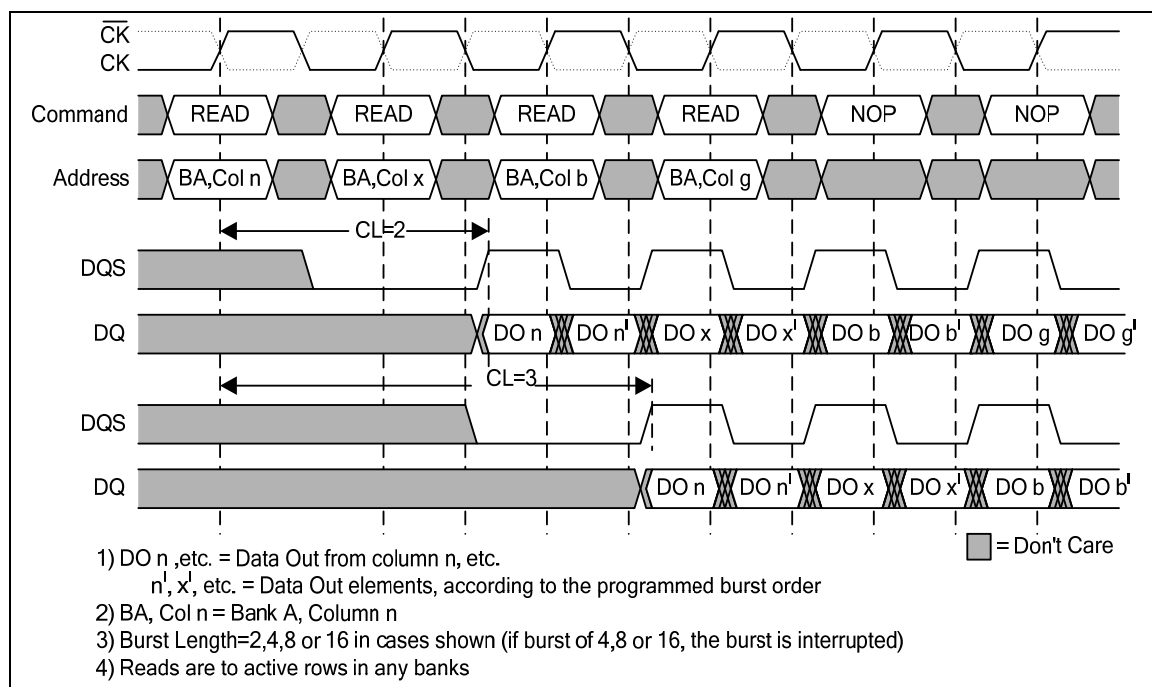 CK
CK
Command READ READ READ READ NOP NOP
Address BA,Col n BA,Col x BA,Col b BA,Col g
CL=2
DQS
DQ DO n DO n' DO x DO x' DO b DO b' DO g DO g'
CL=3
DQS
DQ DO n DO n' DO x DO x' DO b DO b'
1) DO n ,etc. = Data Out from column n, etc.
= Don't Care
n', x', etc. = Data Out elements, according to the programmed burst order
2) BA, Col n = Bank A, Column n
3) Burst Length=2,4,8 or 16 in cases shown (if burst of 4,8 or 16, the burst is interrupted)
4) Reads are to active rows in any banks